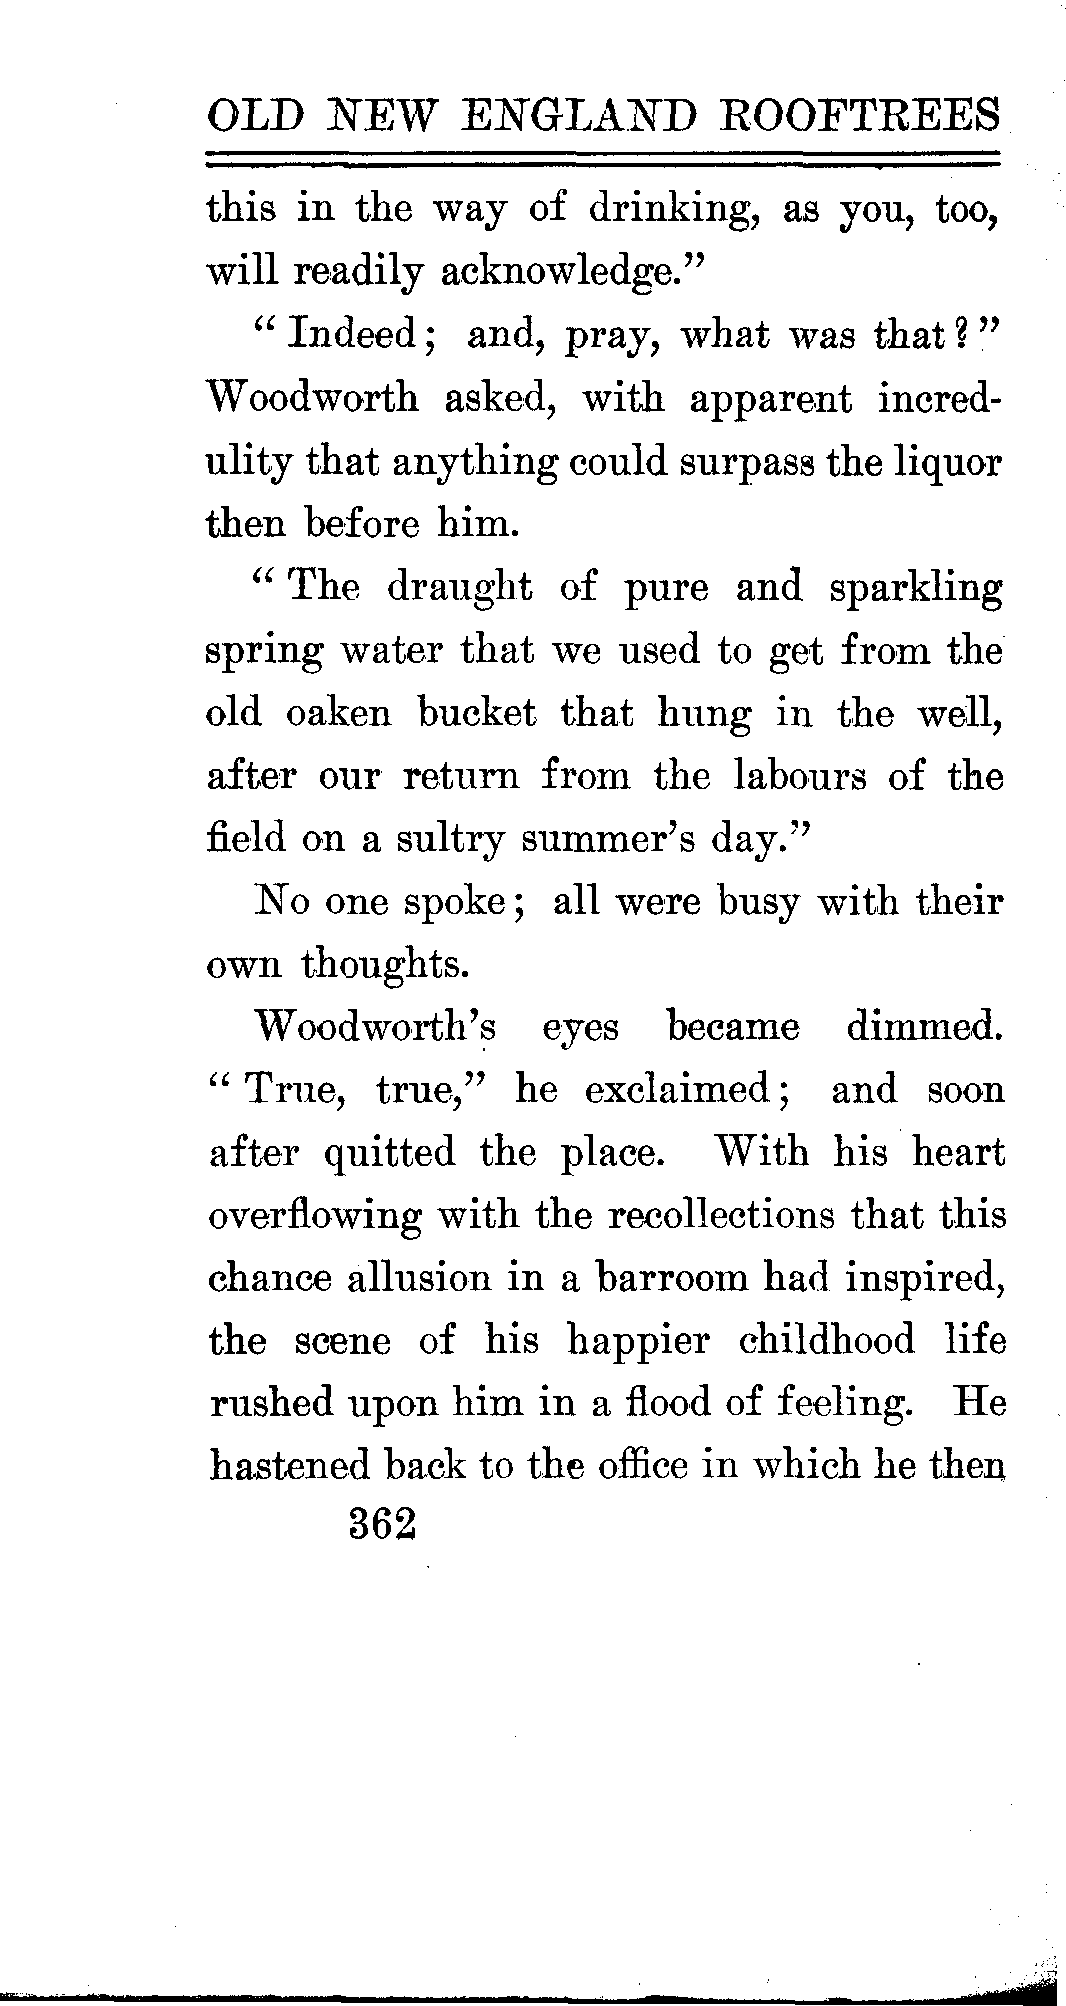 OLD NEW ENGLAND ROOFTREES
this in the way of drinking, as you, too,
will readily acknowledge.”
“ Indeed; and, pray, what was that?”
Woodworth asked, with apparent incred-
ulity that anything could surpass the liquor
then before him.
“ The draught of pure and sparkling
spring water that we used to get from the
old oaken bucket that hung in the well,
after our return from the labours of the
field on a sultry summer’s day.”
No one spoke; all were busy with their
own thoughts.
Woodworth’s eyes became dimmed.
“ True, true,” he exclaimed; and soon
after quitted the place. With his heart
overflowing with the recollections that this
chance allusion in a barroom had inspired,
the scene of his happier childhood life
rushed upon him in a flood of feeling. He
hastened back to the office in which he then
362